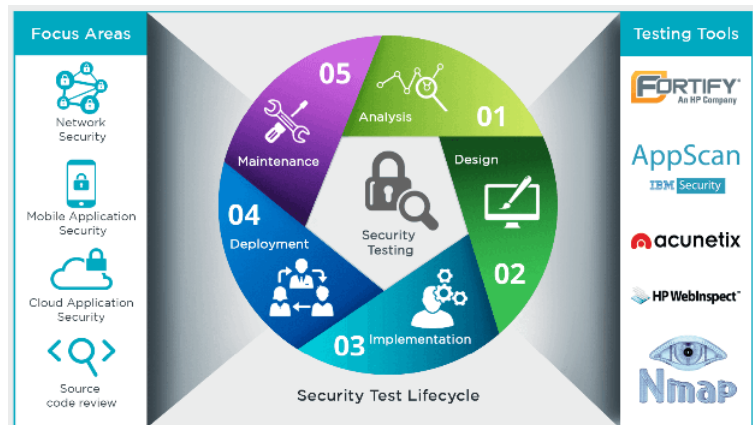 Focus Areas
Network
Security
Mobile Application
Security
Cloud Application
Security
Source
code review
05
Analysis
01
Maintenance
Design
04
Deployment
Security
Testing
02
03
Implementation
Security Test Lifecycle
Testing Tools
FORTIFY
An HP Company
AppScan
IBM Security
acunetix
HP WebInspect™
Nmap